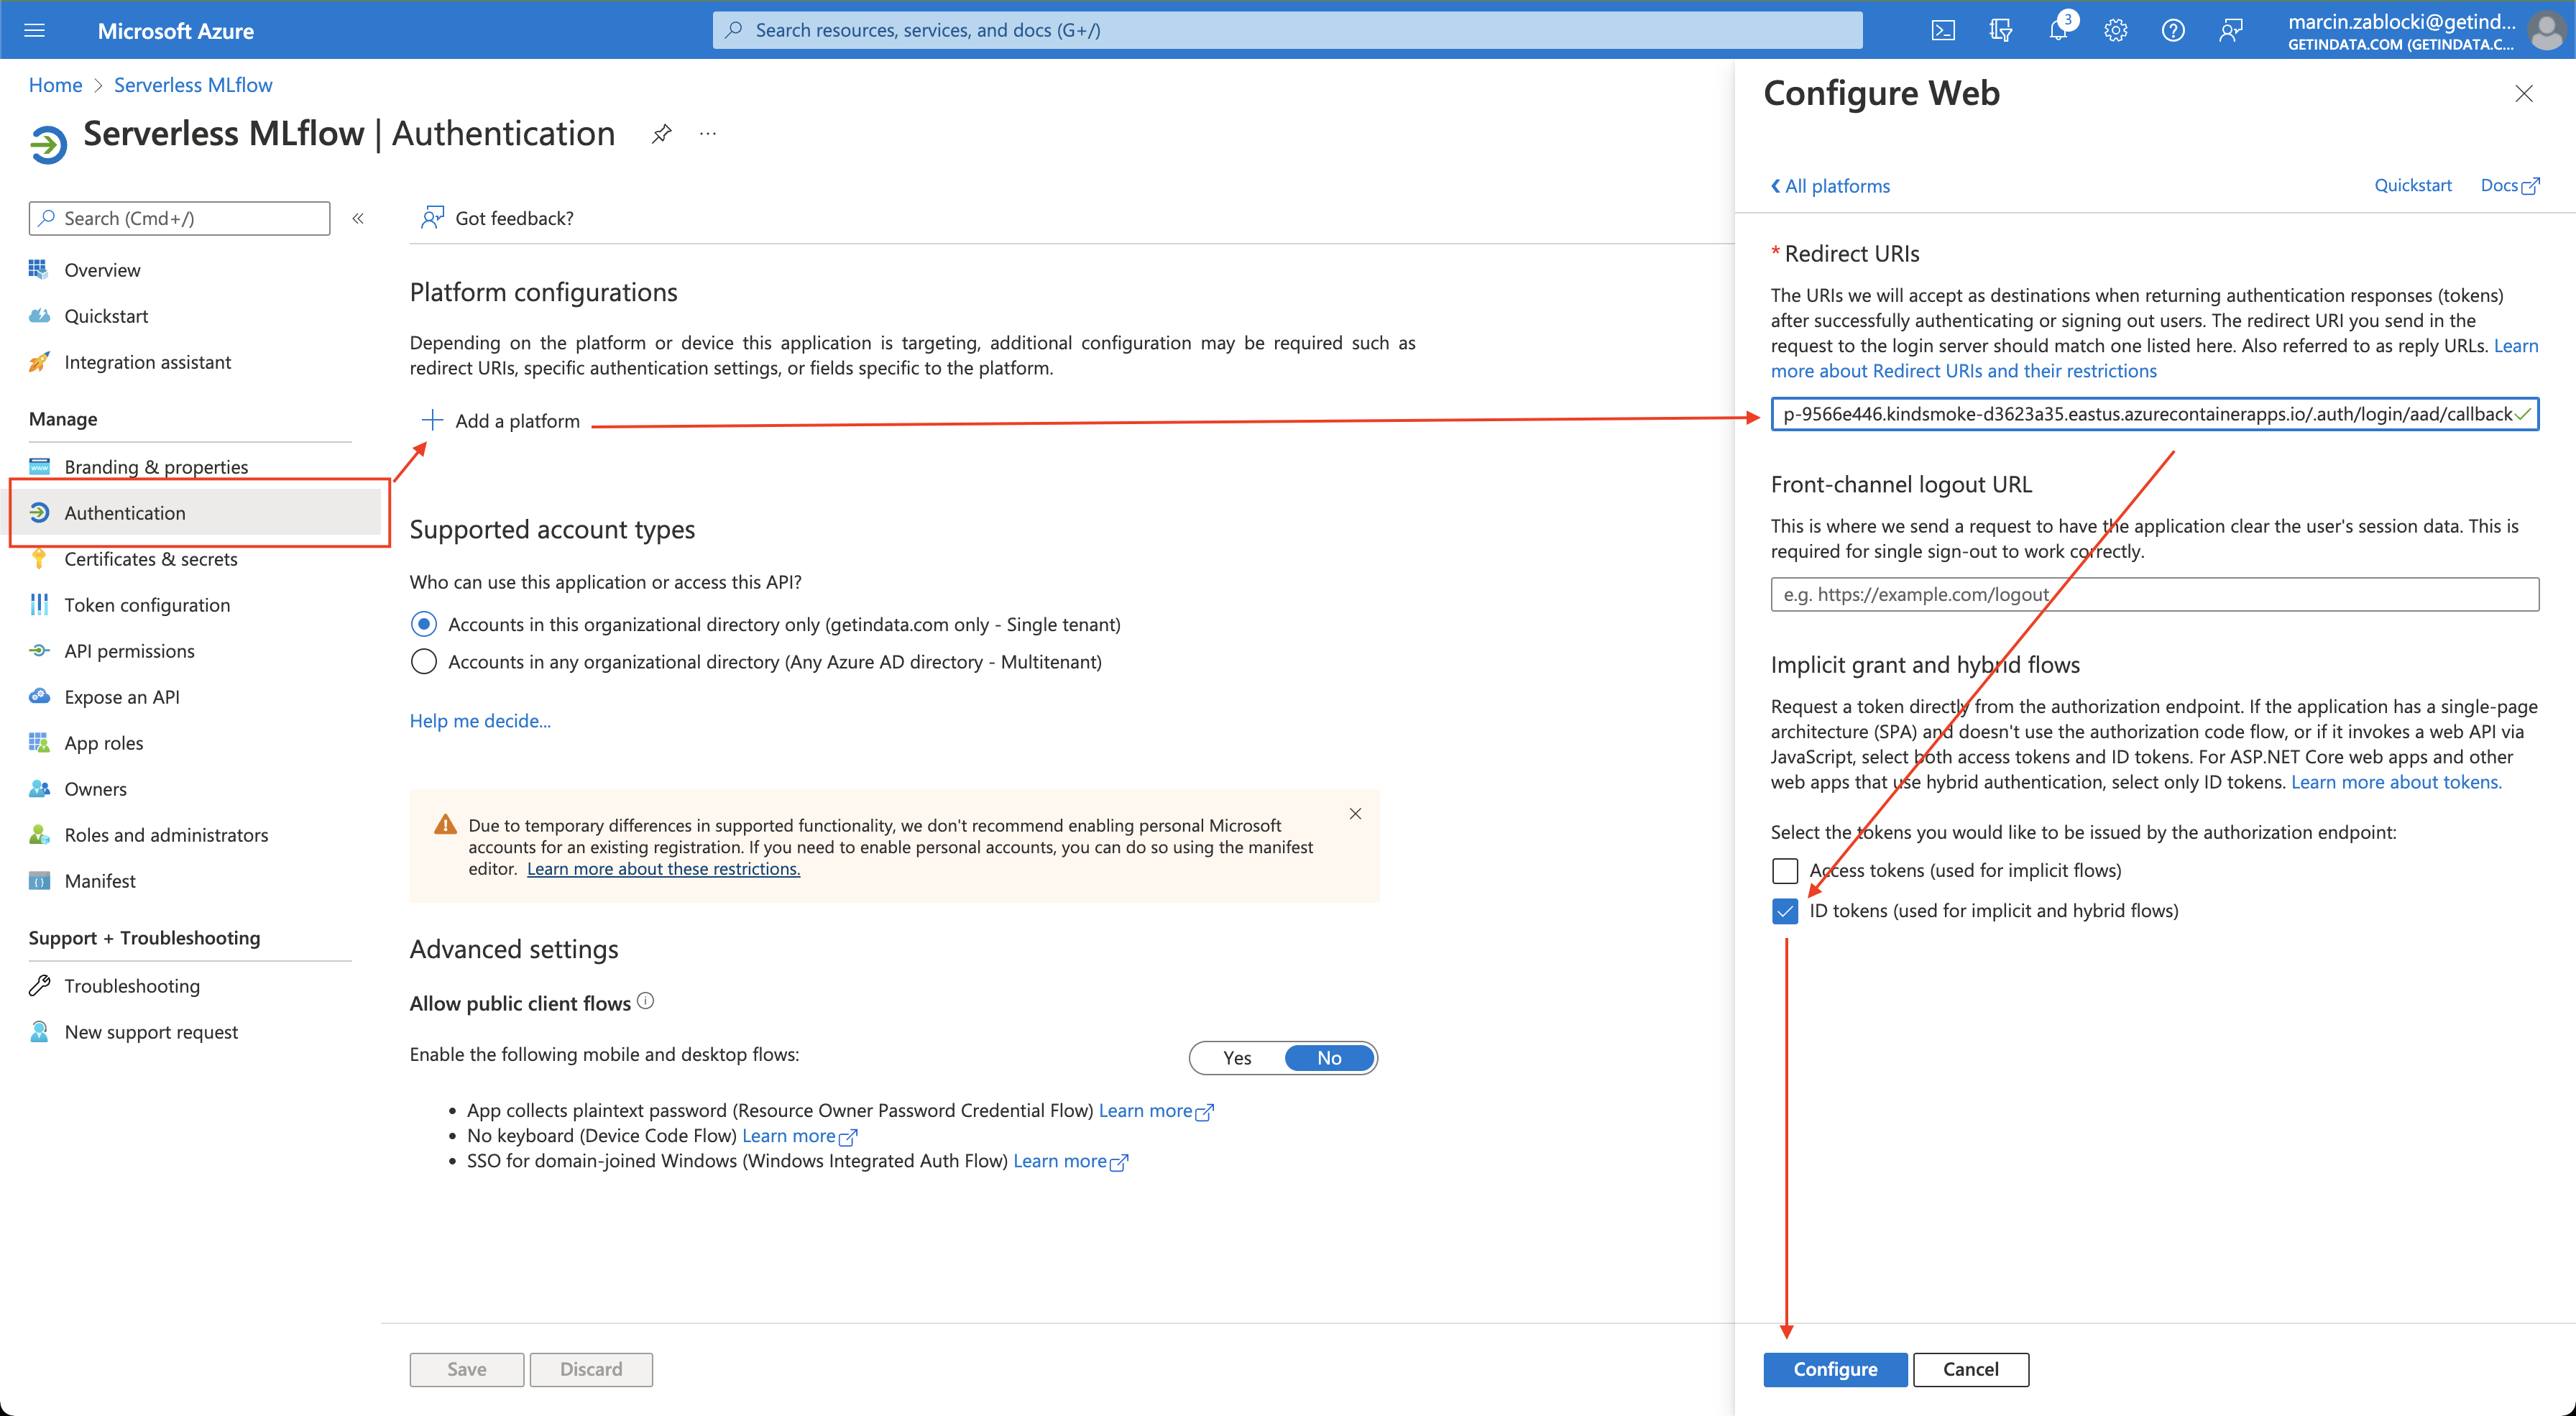 Microsoft Azure
Search resources, services, and docs (G+/)
3
marcin.zablocki@getind...
GETINDATA.COM (GETINDATA.C...
Home > Serverless MLflow
Serverless MLflow | Authentication
...
Search (Cmd+/)
«
Overview
Quickstart
Integration assistant
Manage
Branding & properties
Authentication
Certificates & secrets
Token configuration
API permissions
Expose an API
App roles
Owners
Roles and administrators
Manifest
Support + Troubleshooting
Troubleshooting
New support request
Got feedback?
Platform configurations
Depending on the platform or device this application is targeting, additional configuration may be required such as
redirect URIs, specific authentication settings, or fields specific to the platform.
Add a platform
Supported account types
Who can use this application or access this API?
Accounts in this organizational directory only (getindata.com only - Single tenant)
Accounts in any organizational directory (Any Azure AD directory - Multitenant)
Help me decide...
Due to temporary differences in supported functionality, we don't recommend enabling personal Microsoft
accounts for an existing registration. If you need to enable personal accounts, you can do so using the manifest
editor. Learn more about these restrictions.
Advanced settings
Allow public client flows
Enable the following mobile and desktop flows:
Yes No
• App collects plaintext password (Resource Owner Password Credential Flow) Learn more
• No keyboard (Device Code Flow) Learn more
• SSO for domain-joined Windows (Windows Integrated Auth Flow) Learn more
Save Discard
Configure Web
All platforms
Quickstart Docs
* Redirect URIs
The URIs we will accept as destinations when returning authentication responses (tokens)
after successfully authenticating or signing out users. The redirect URI you send in the
request to the login server should match one listed here. Also referred to as reply URLs. Learn
more about Redirect URIs and their restrictions
p-9566e446.kindsmoke-d3623a35.eastus.azurecontainerapps.io/.auth/login/aad/callback
Front-channel logout URL
This is where we send a request to have the application clear the user's session data. This is
required for single sign-out to work correctly.
e.g. https://example.com/logout
Implicit grant and hybrid flows
Request a token directly from the authorization endpoint. If the application has a single-page
architecture (SPA) and doesn't use the authorization code flow, or if it invokes a web API via
JavaScript, select both access tokens and ID tokens. For ASP.NET Core web apps and other
web apps that use hybrid authentication, select only ID tokens. Learn more about tokens.
Select the tokens you would like to be issued by the authorization endpoint:
Access tokens (used for implicit flows)
ID tokens (used for implicit and hybrid flows)
Configure Cancel